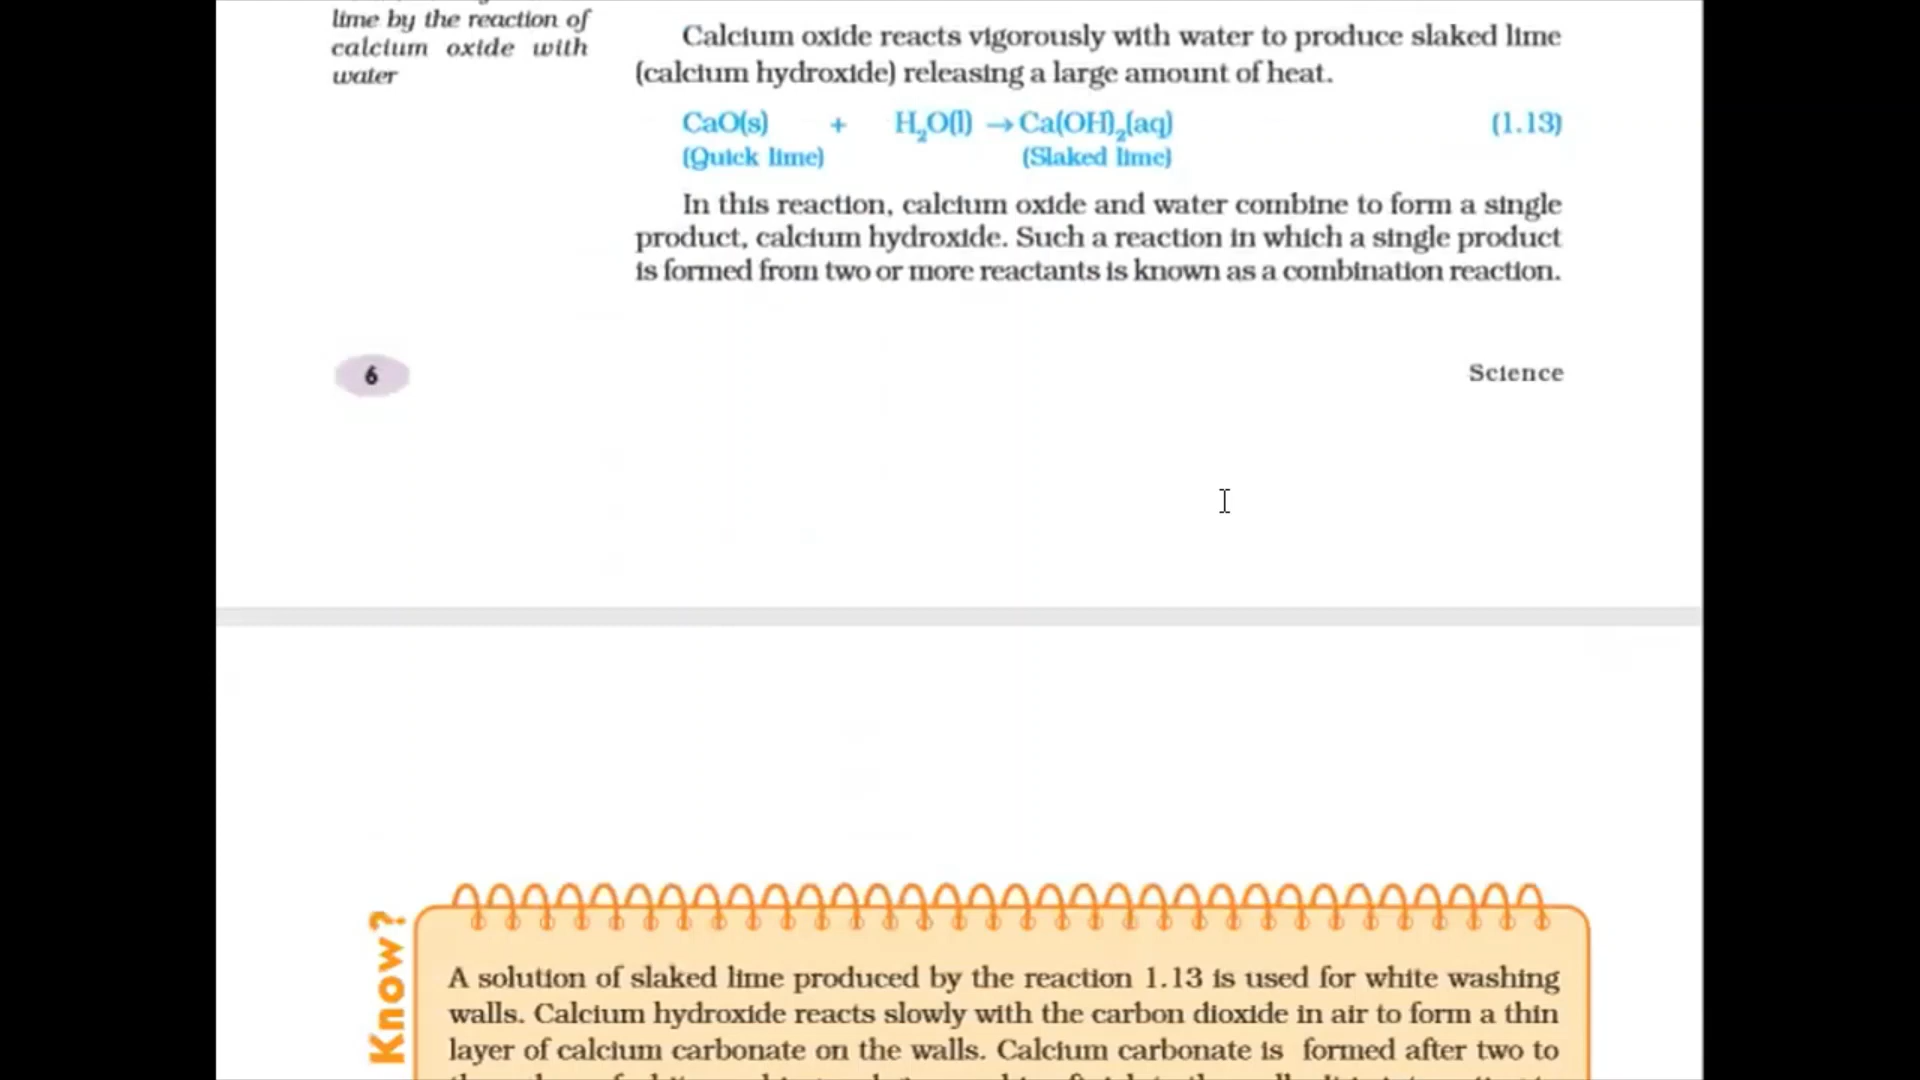 lime by the reaction of
calcium oxide with
water
Calcium oxide reacts vigorously with water to produce slaked lime
(calcium hydroxide) releasing a large amount of heat.
CaO(s) + H₂O(l) → Ca(OH)₂(aq) (1.13)
(Quick lime) (Slaked lime)
In this reaction, calcium oxide and water combine to form a single
product, calcium hydroxide. Such a reaction in which a single product
is formed from two or more reactants is known as a combination reaction.
6
Science
Know?
A solution of slaked lime produced by the reaction 1.13 is used for white washing
walls. Calcium hydroxide reacts slowly with the carbon dioxide in air to form a thin
layer of calcium carbonate on the walls. Calcium carbonate is formed after two to